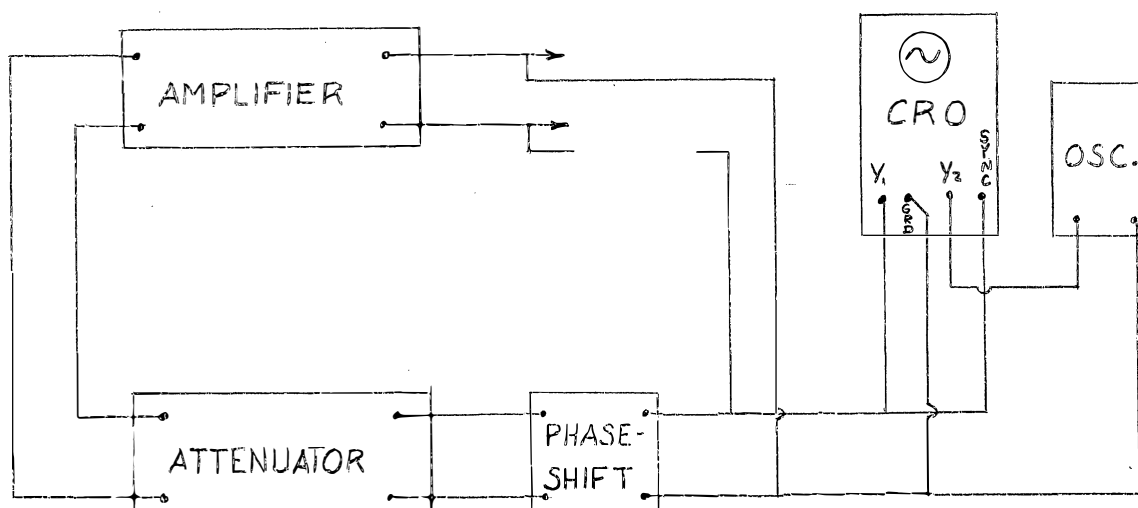 AMPLIFIER
CRO
Y₁
GRD
Y₂
SYNC
OSC.
ATTENUATOR
PHASE-
SHIFT